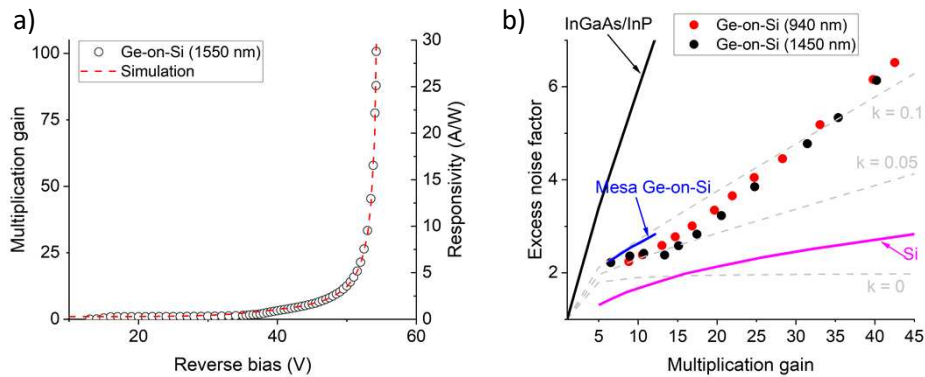 a)
Ge-on-Si (1550 nm)
Simulation
100
75
50
25
0
Multiplication gain
30
25
20
15
10
5
0
Responsivity (A/W)
20
40
60
Reverse bias (V)
b)
InGaAs/InP
Ge-on-Si (940 nm)
Ge-on-Si (1450 nm)
6
4
2
Excess noise factor
k = 0.1
k = 0.05
Mesa Ge-on-Si
Si
k = 0
5
10
15
20
25
30
35
40
45
Multiplication gain